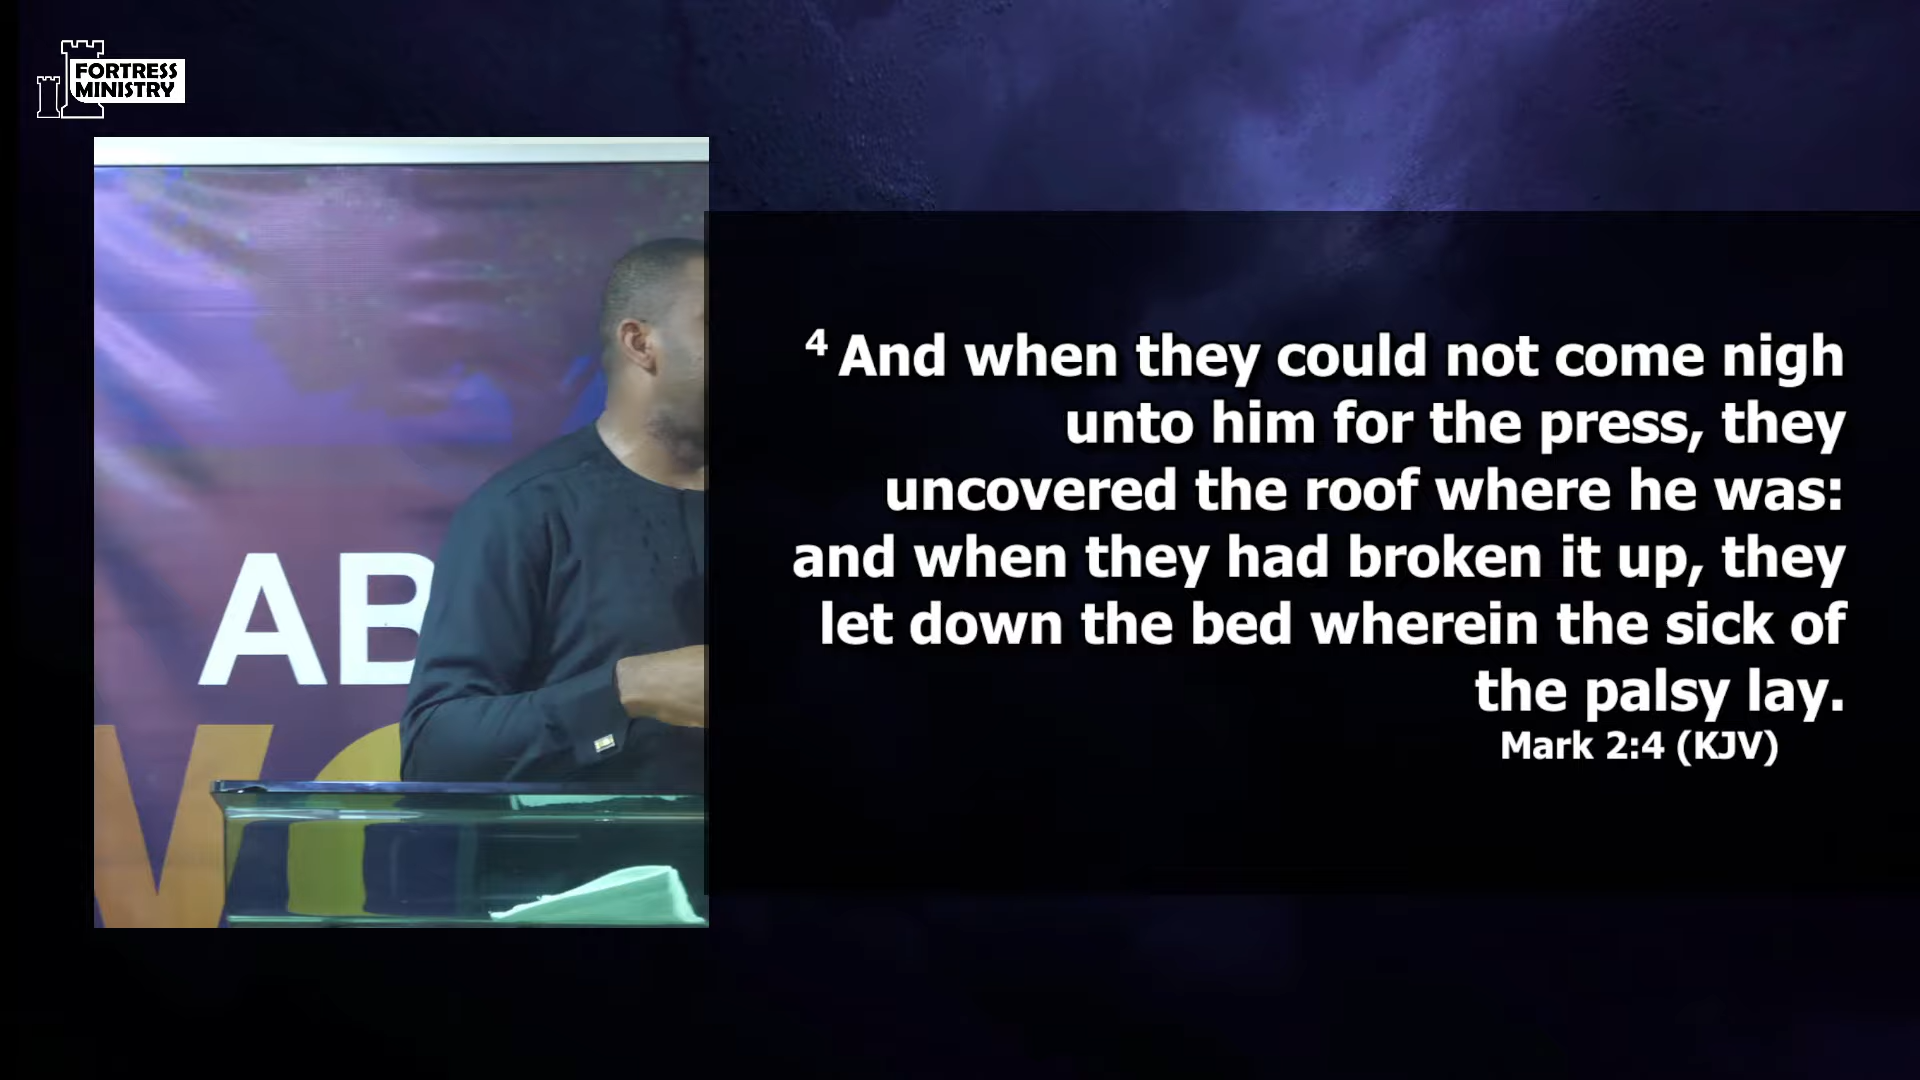 FORTRESS
MINISTRY
AB
4 And when they could not come nigh
unto him for the press, they
uncovered the roof where he was:
and when they had broken it up, they
let down the bed wherein the sick of
the palsy lay.
Mark 2:4 (KJV)